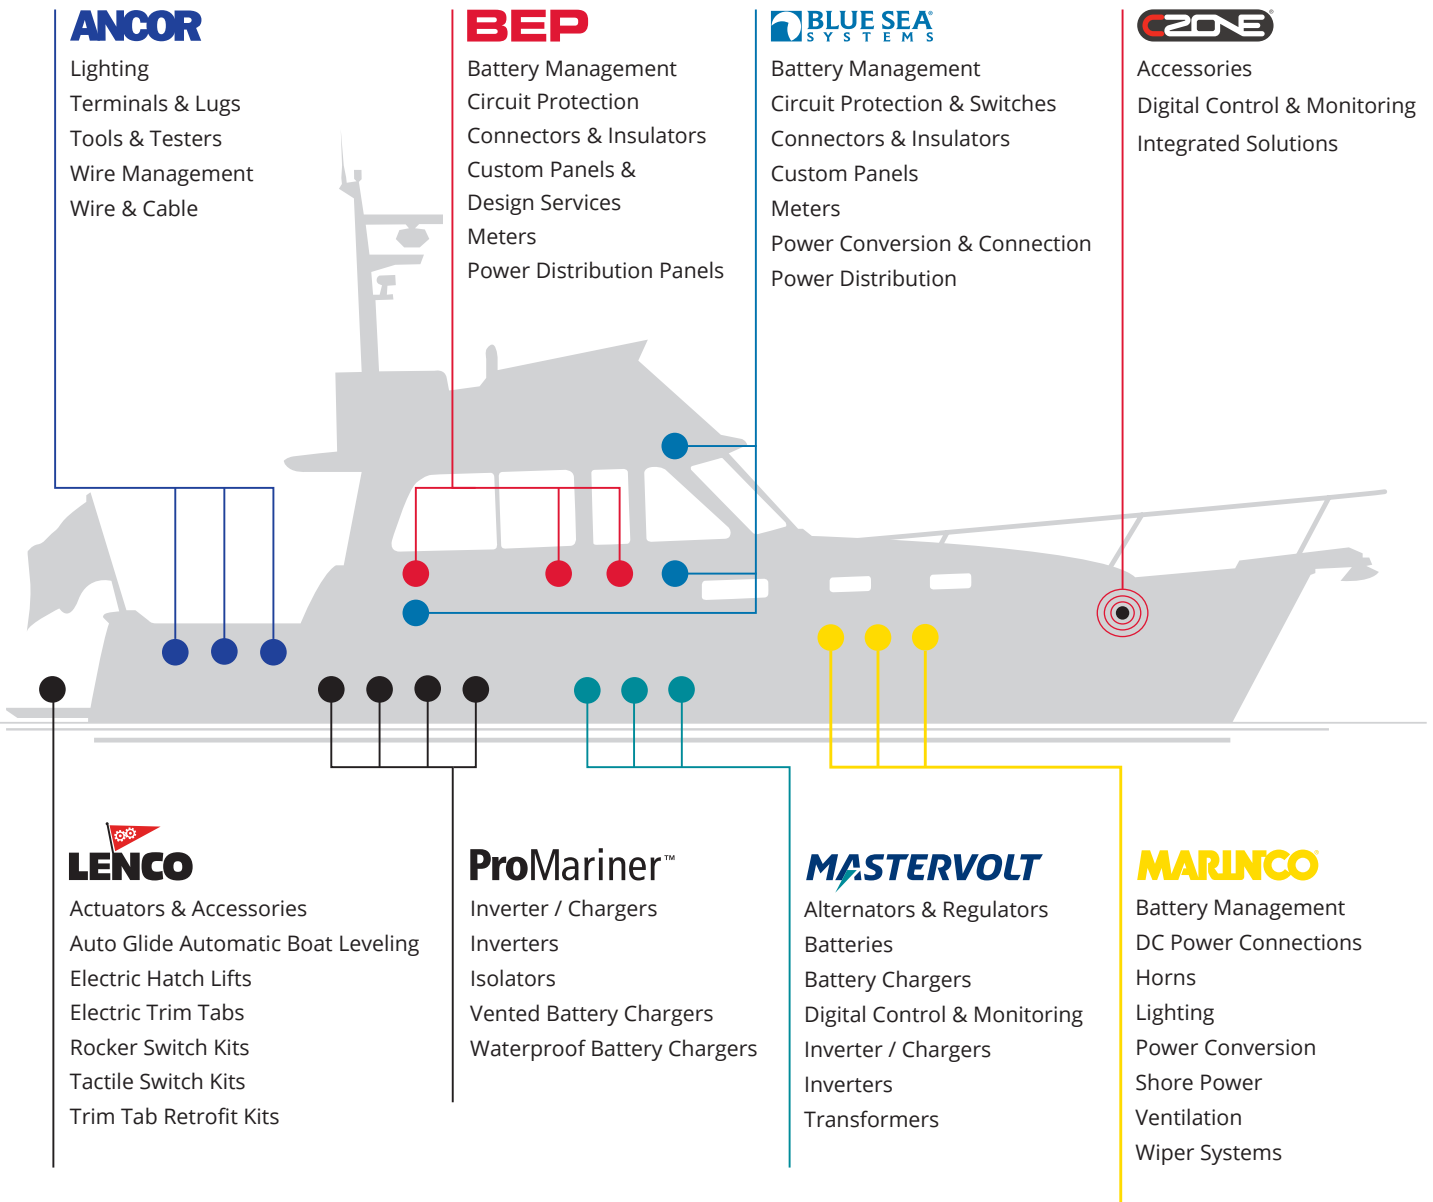 ANCOR
Lighting
Terminals & Lugs
Tools & Testers
Wire Management
Wire & Cable
BEP
Battery Management
Circuit Protection
Connectors & Insulators
Custom Panels &
Design Services
Meters
Power Distribution Panels
BLUE SEA®
SYSTEMS
Battery Management
Circuit Protection & Switches
Connectors & Insulators
Custom Panels
Meters
Power Conversion & Connection
Power Distribution
CZONE®
Accessories
Digital Control & Monitoring
Integrated Solutions
LENCO
Actuators & Accessories
Auto Glide Automatic Boat Leveling
Electric Hatch Lifts
Electric Trim Tabs
Rocker Switch Kits
Tactile Switch Kits
Trim Tab Retrofit Kits
ProMariner™
Inverter / Chargers
Inverters
Isolators
Vented Battery Chargers
Waterproof Battery Chargers
MASTERVOLT
Alternators & Regulators
Batteries
Battery Chargers
Digital Control & Monitoring
Inverter / Chargers
Inverters
Transformers
MARINCO®
Battery Management
DC Power Connections
Horns
Lighting
Power Conversion
Shore Power
Ventilation
Wiper Systems